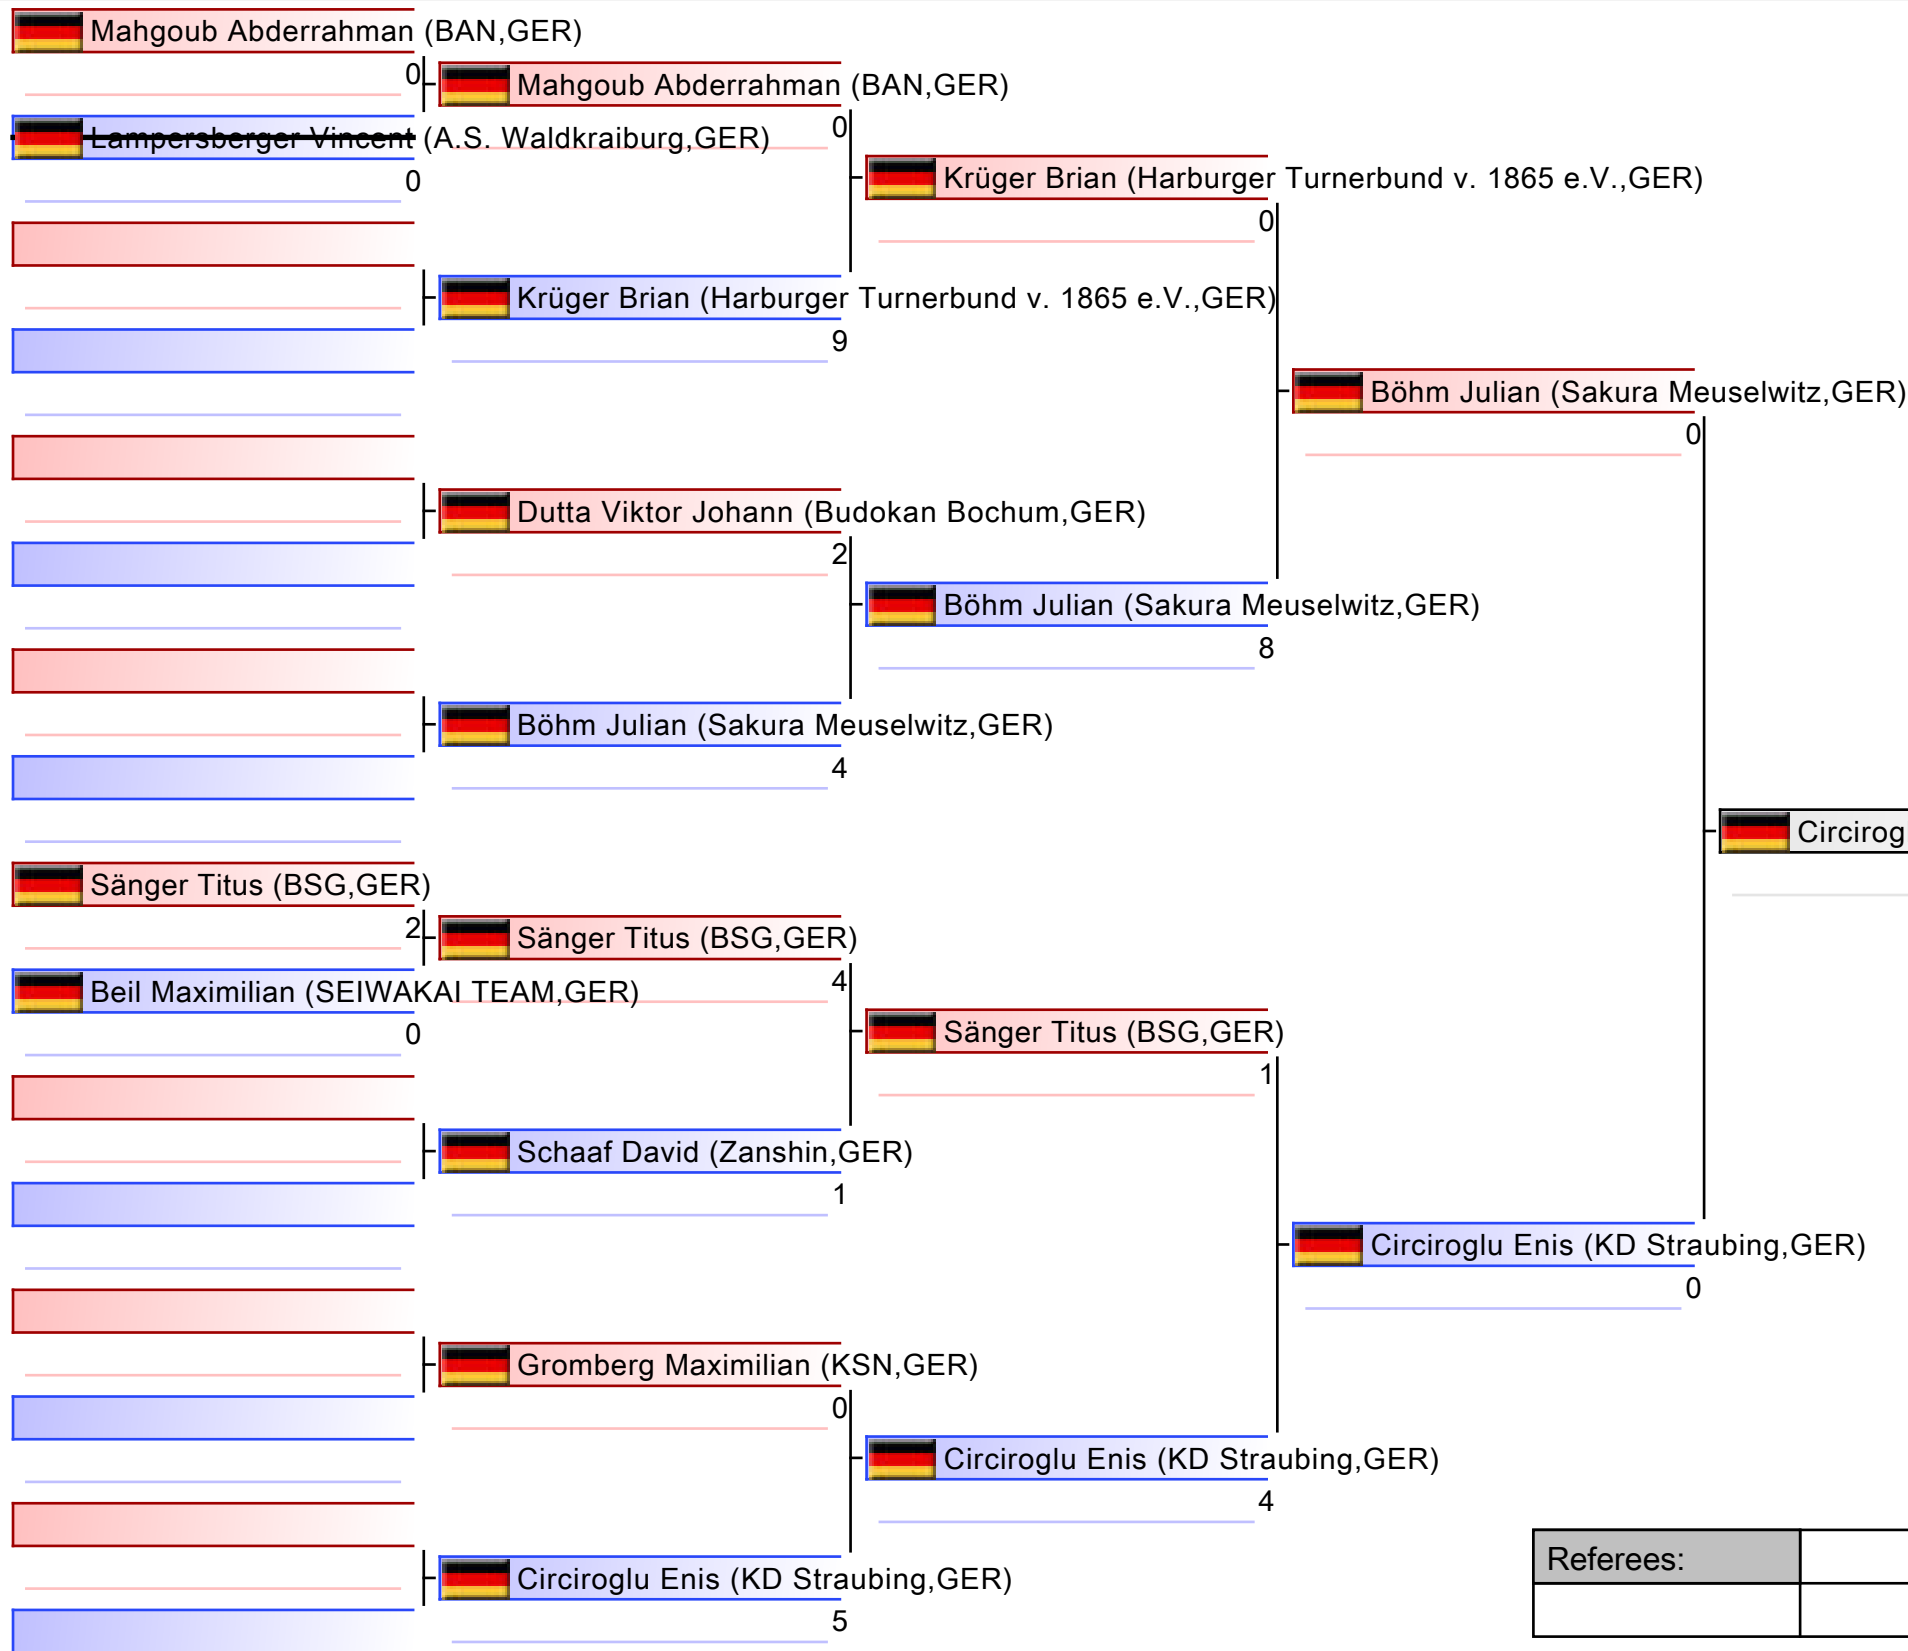 Mahgoub Abderrahman (BAN,GER)
0
Mahgoub Abderrahman (BAN,GER)
0
Lampersberger Vincent (A.S. Waldkraiburg,GER)
0
Krüger Brian (Harburger Turnerbund v. 1865 e.V.,GER)
0
Krüger Brian (Harburger Turnerbund v. 1865 e.V.,GER)
9
Böhm Julian (Sakura Meuselwitz,GER)
0
Dutta Viktor Johann (Budokan Bochum,GER)
2
Böhm Julian (Sakura Meuselwitz,GER)
8
Böhm Julian (Sakura Meuselwitz,GER)
4
Circirog
Sänger Titus (BSG,GER)
2
Sänger Titus (BSG,GER)
4
Beil Maximilian (SEIWAKAI TEAM,GER)
0
Sänger Titus (BSG,GER)
1
Schaaf David (Zanshin,GER)
1
Circiroglu Enis (KD Straubing,GER)
0
Gromberg Maximilian (KSN,GER)
0
Circiroglu Enis (KD Straubing,GER)
4
Circiroglu Enis (KD Straubing,GER)
5
Referees: